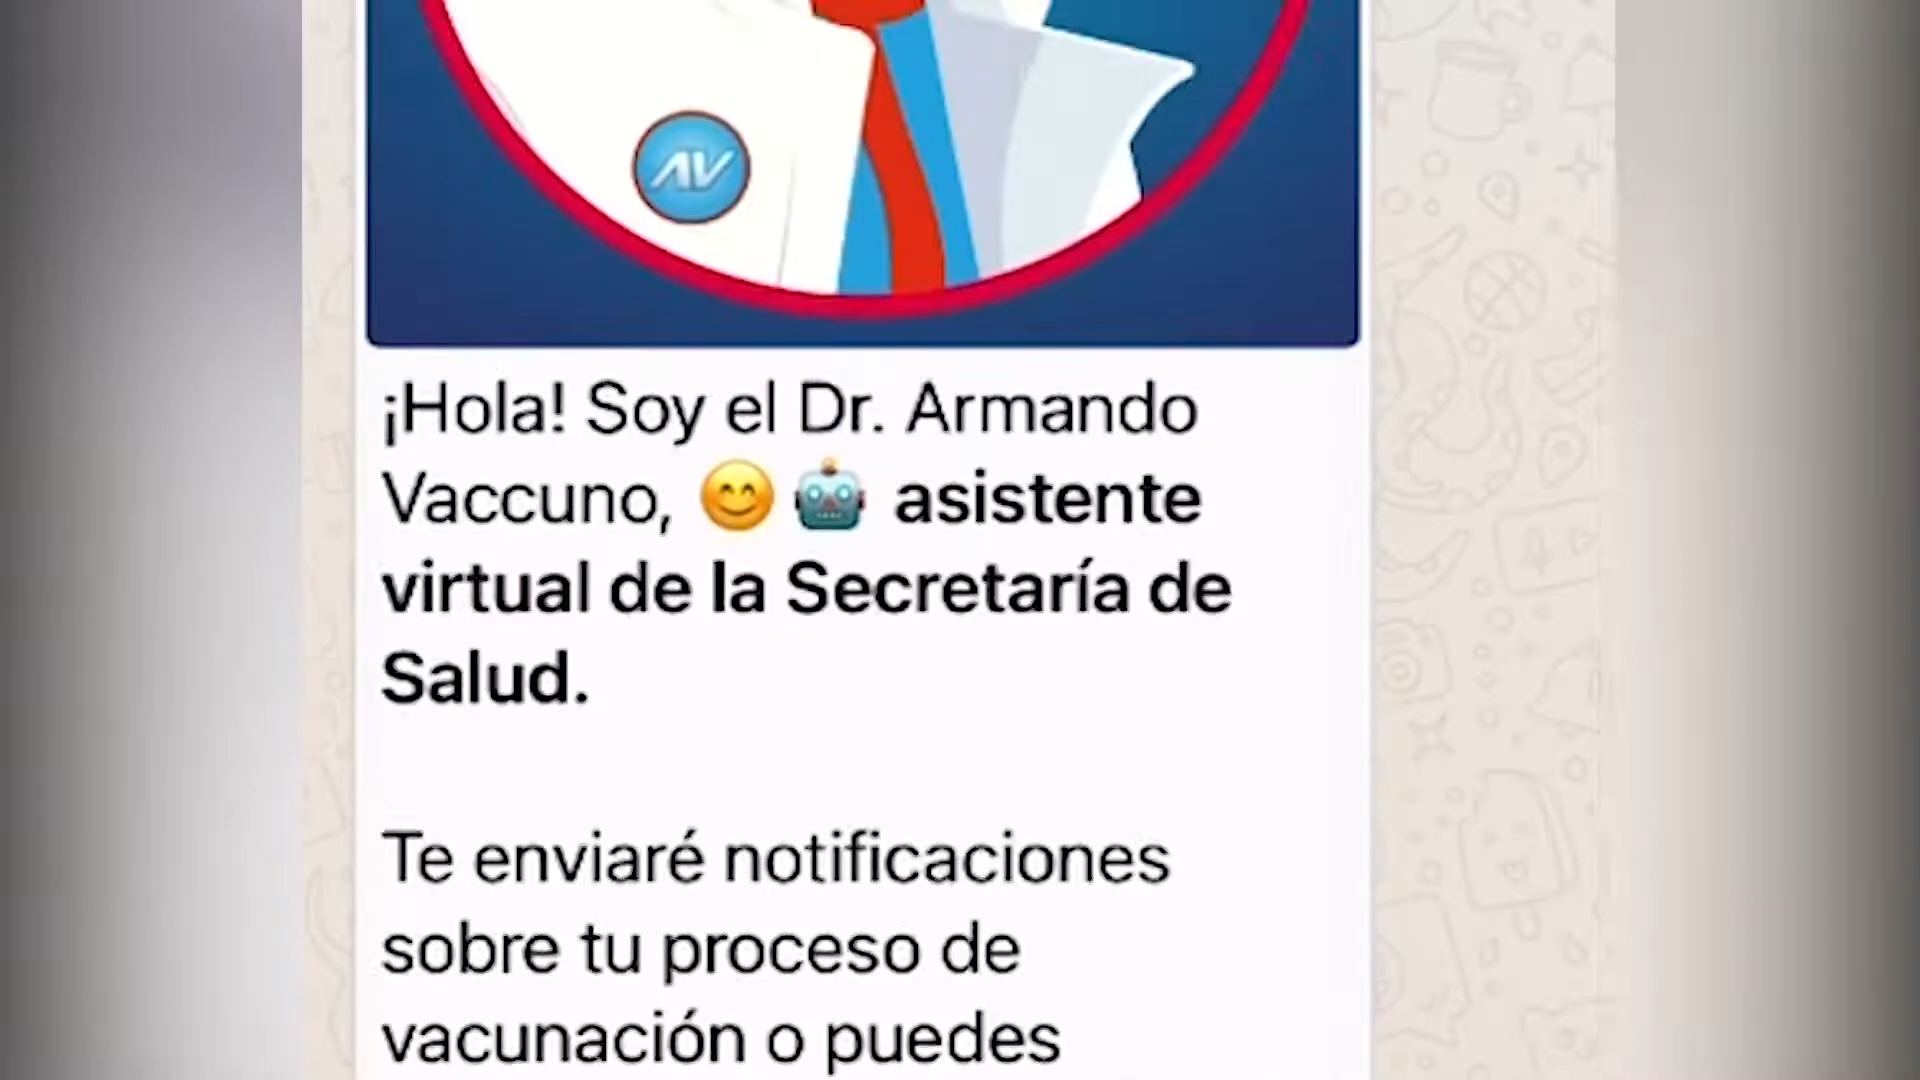 AV
¡Hola! Soy el Dr. Armando
Vaccuno, 😊🤖 asistente
virtual de la Secretaría de
Salud.
Te enviaré notificaciones
sobre tu proceso de
vacunación o puedes